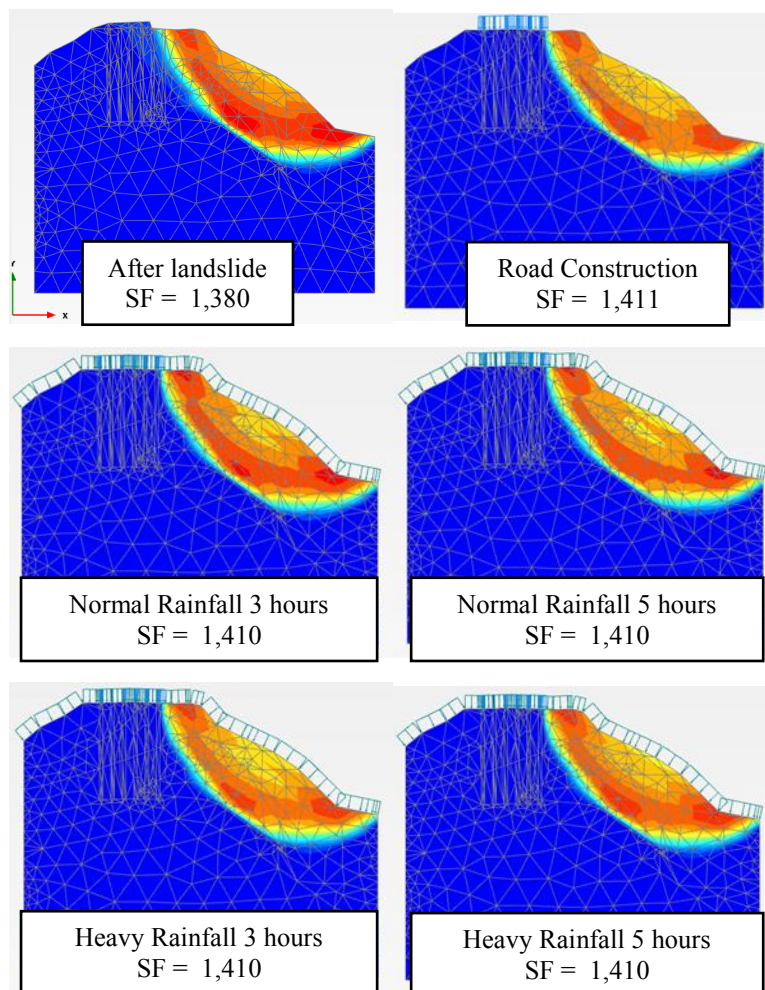 After landslide
SF = 1,380
Road Construction
SF = 1,411
Y
x
Normal Rainfall 3 hours
SF = 1,410
Normal Rainfall 5 hours
SF = 1,410
Heavy Rainfall 3 hours
SF = 1,410
Heavy Rainfall 5 hours
SF = 1,410